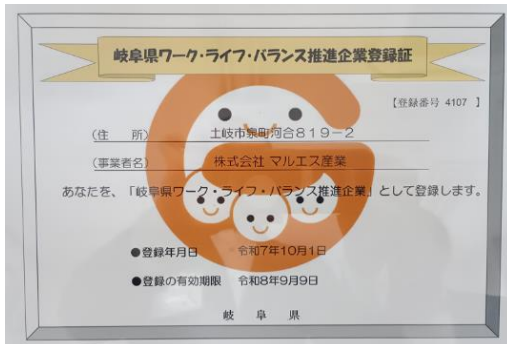 岐阜県ワーク・ライフ・バランス推進企業登録証
【登録番号 4107 】
（住　所）　土岐市泉町河合819-2
（事業者名）　株式会社 マルエス産業
あなたを、「岐阜県ワーク・ライフ・バランス推進企業」として登録します。
●登録年月日　令和7年10月1日
●登録の有効期限　令和8年9月9日
岐　阜　県